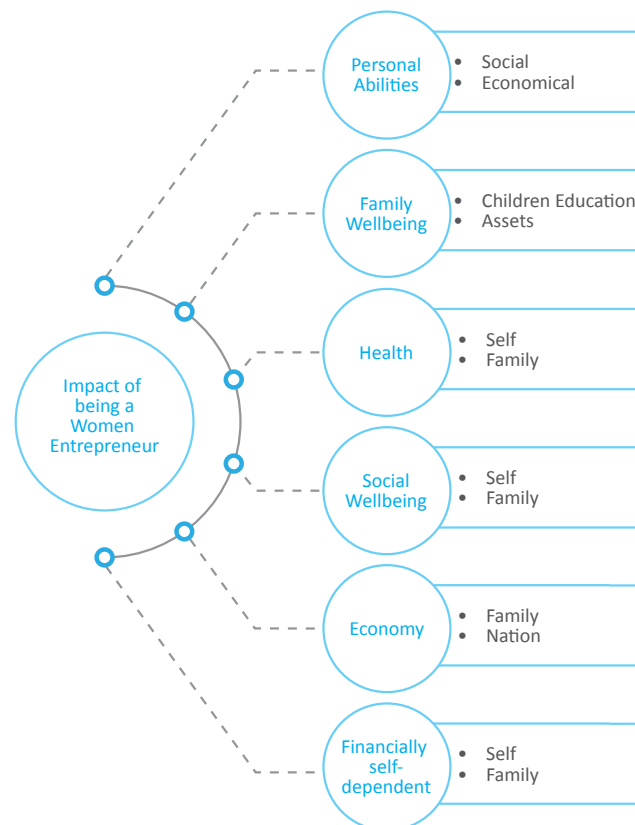 Personal
Abilities
• Social
• Economical
Family
Wellbeing
• Children Education
• Assets
Health
• Self
• Family
Impact of
being a
Women
Entrepreneur
Social
Wellbeing
• Self
• Family
Economy
• Family
• Nation
Financially
self-
dependent
• Self
• Family